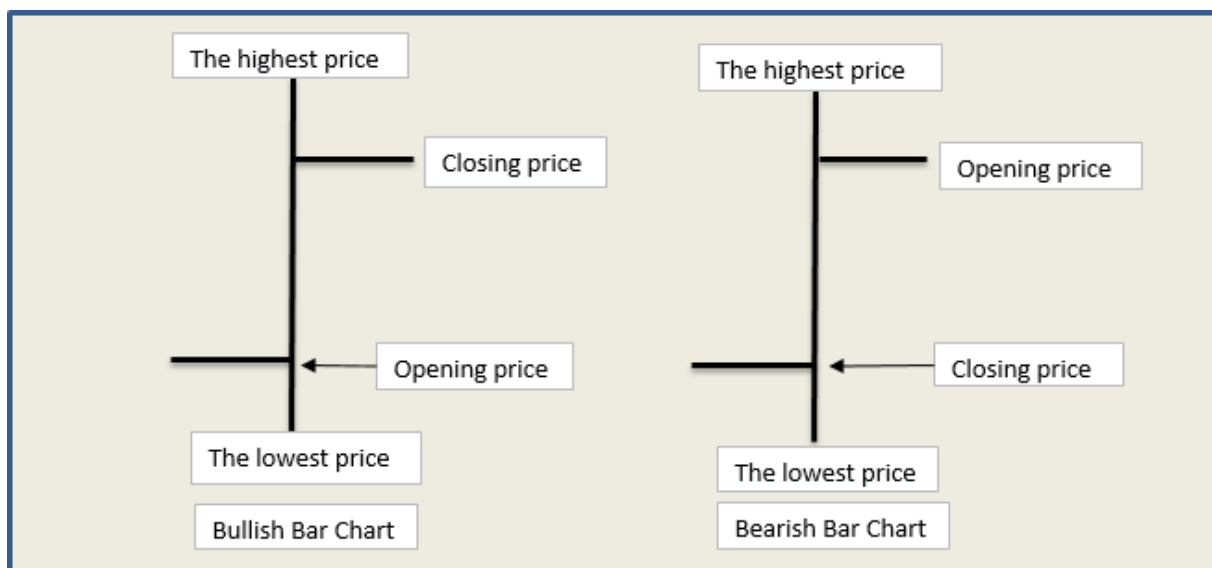 The highest price
Closing price
Opening price
The lowest price
Bullish Bar Chart
The highest price
Opening price
Closing price
The lowest price
Bearish Bar Chart